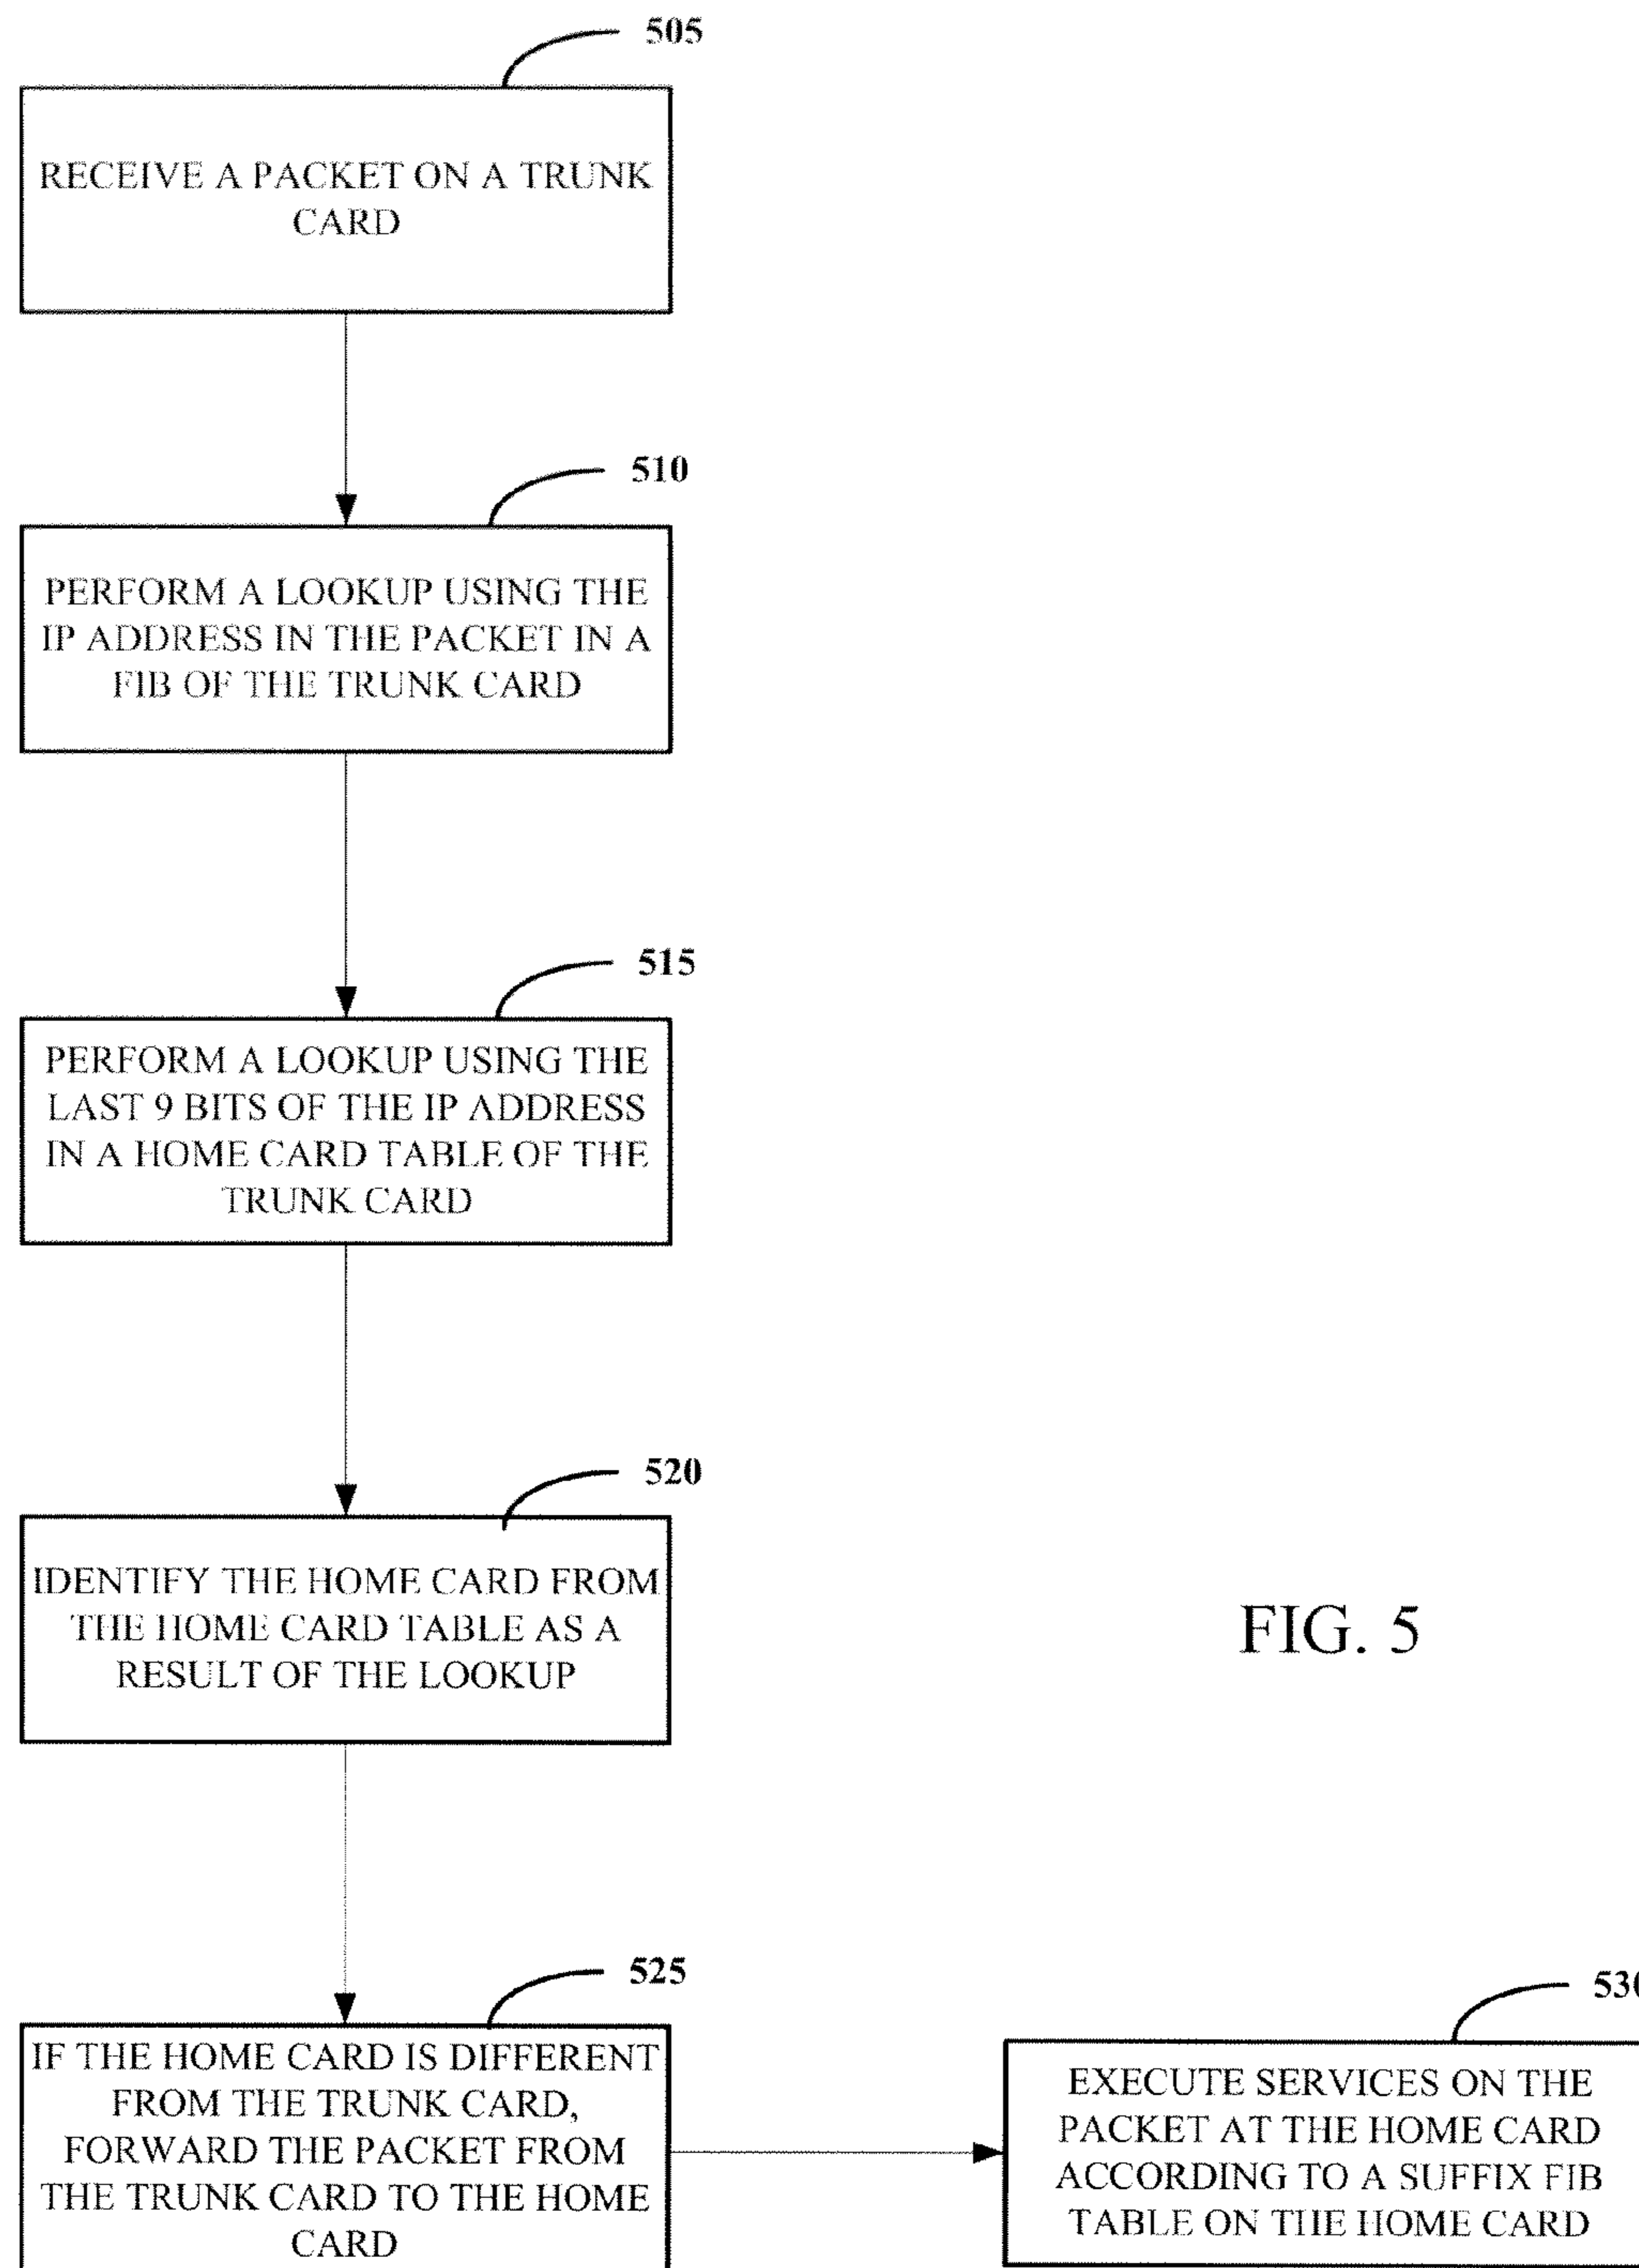 505
RECEIVE A PACKET ON A TRUNK
CARD
510
PERFORM A LOOKUP USING THE
IP ADDRESS IN THE PACKET IN A
FIB OF THE TRUNK CARD
515
PERFORM A LOOKUP USING THE
LAST 9 BITS OF THE IP ADDRESS
IN A HOME CARD TABLE OF THE
TRUNK CARD
520
IDENTIFY THE HOME CARD FROM
THE HOME CARD TABLE AS A
RESULT OF THE LOOKUP
FIG. 5
525
IF THE HOME CARD IS DIFFERENT
FROM THE TRUNK CARD,
FORWARD THE PACKET FROM
THE TRUNK CARD TO THE HOME
CARD
530
EXECUTE SERVICES ON THE
PACKET AT THE HOME CARD
ACCORDING TO A SUFFIX FIB
TABLE ON THE HOME CARD